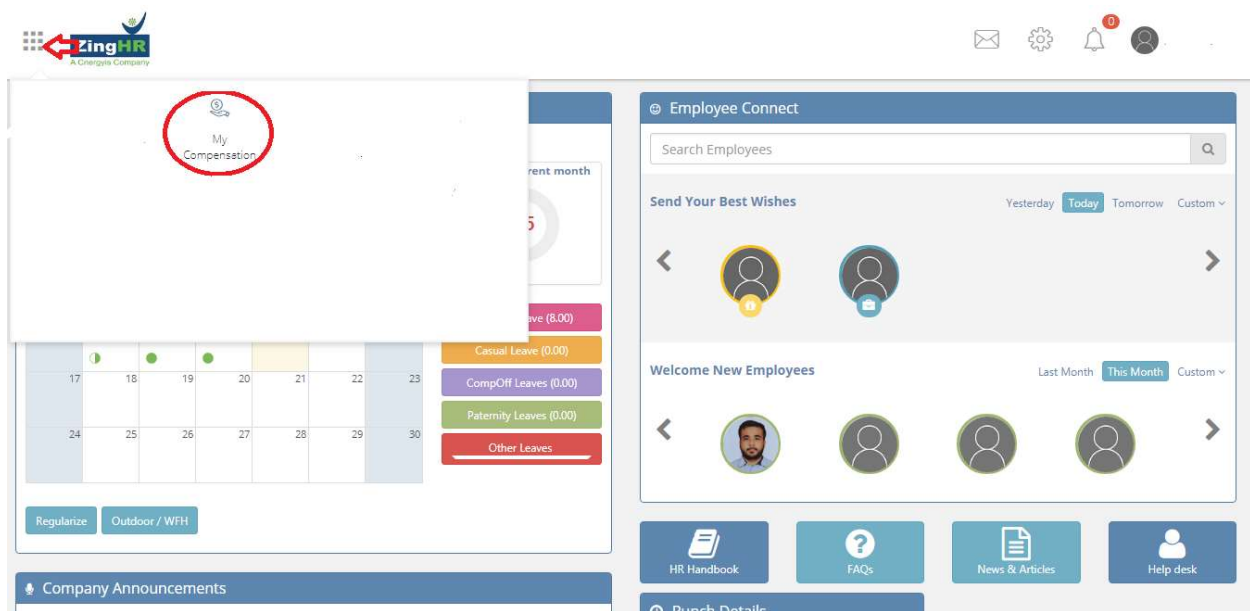 ZingHR
A Cnergyis Company
0
My
Compensation
rent month
5
ave (8.00)
Casual Leave (0.00)
17 18 19 20 21 22 23
CompOff Leaves (0.00)
Paternity Leaves (0.00)
24 25 26 27 28 29 30
Other Leaves
Regularize Outdoor / WFH
Company Announcements
Employee Connect
Search Employees
Send Your Best Wishes
Yesterday Today Tomorrow Custom
Welcome New Employees
Last Month This Month Custom
HR Handbook
FAQs
News & Articles
Help desk
Punch Details